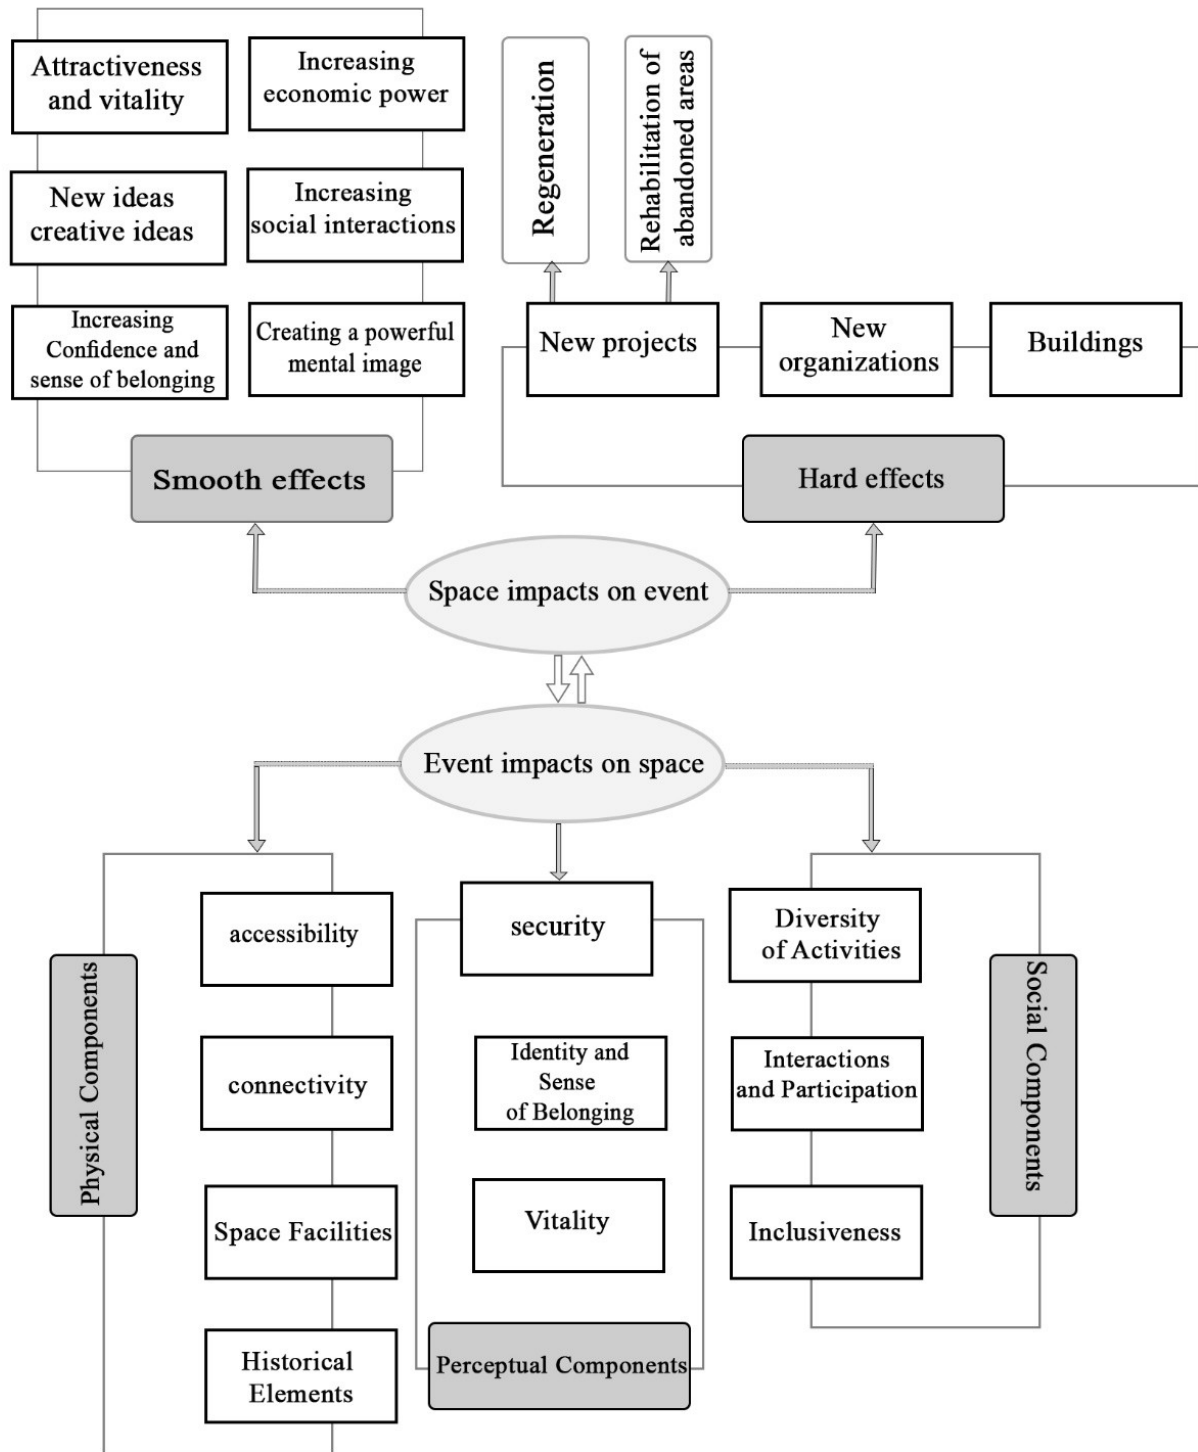 Attractiveness
and vitality
Increasing
economic power
New ideas
creative ideas
Increasing
social interactions
Increasing
Confidence and
sense of belonging
Creating a powerful
mental image
Smooth effects
Regeneration
Rehabilitation of
abandoned areas
New projects
New
organizations
Buildings
Hard effects
Space impacts on event
Event impacts on space
Physical Components
accessibility
connectivity
Space Facilities
Historical
Elements
security
Identity and
Sense
of Belonging
Vitality
Perceptual Components
Diversity
of Activities
Interactions
and Participation
Inclusiveness
Social Components